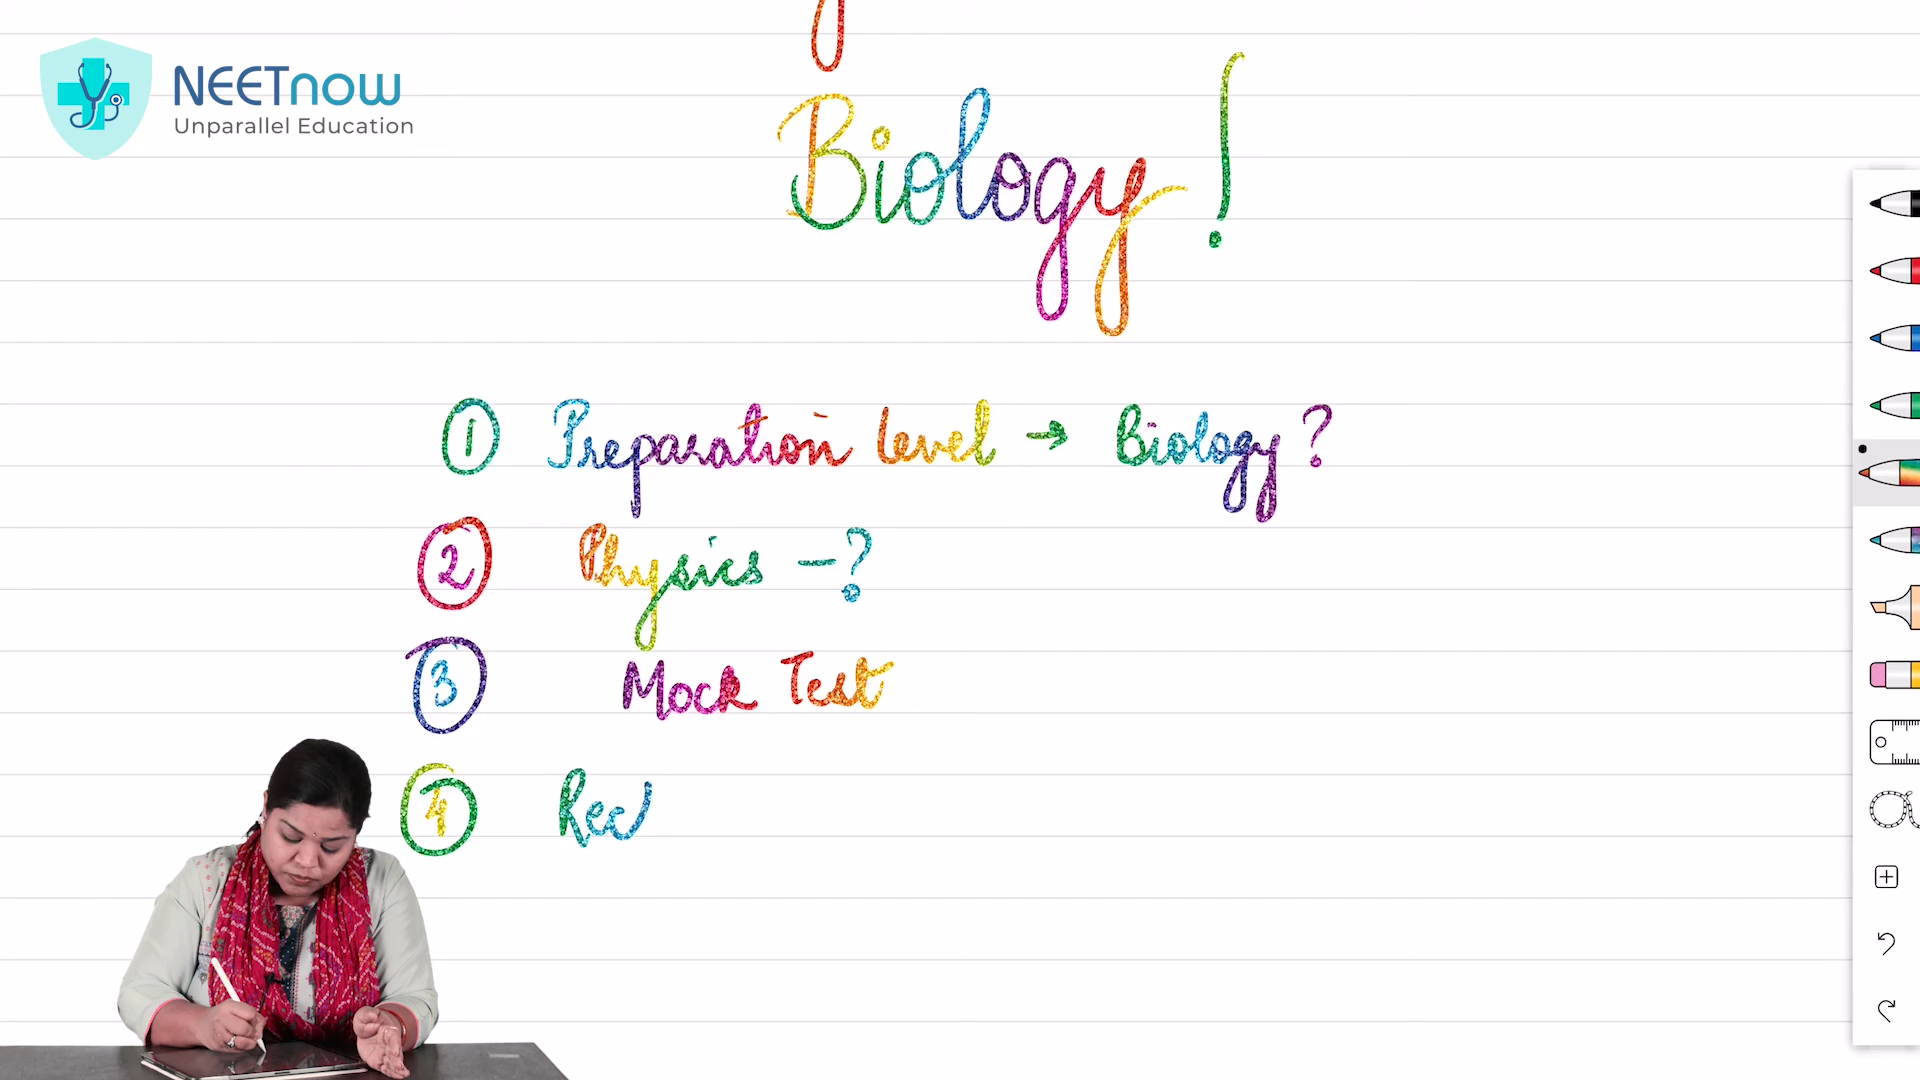 NEETnow
Unparallel Education
Biology!
① Preparation level → Biology?
② Physics -?
③ Mock Test
④ Rec